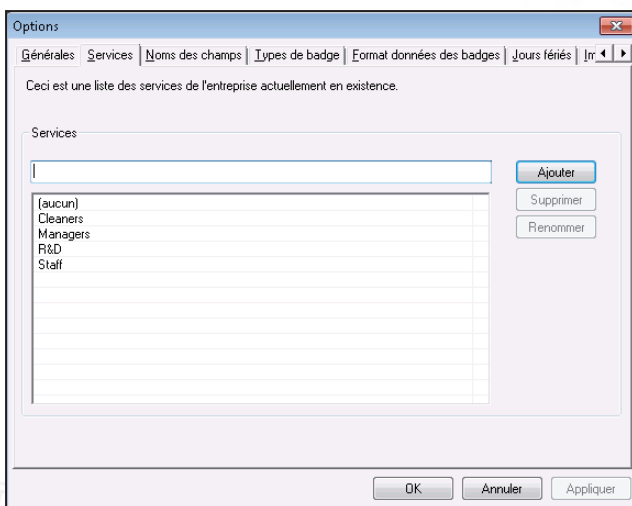 Options
Générales Services Noms des champs Types de badge Format données des badges Jours fériés
Ceci est une liste des services de l'entreprise actuellement en existence.
Services
Ajouter
(aucun)
Supprimer
Cleaners
Managers
Renommer
R&D
Staff
OK Annuler Appliquer